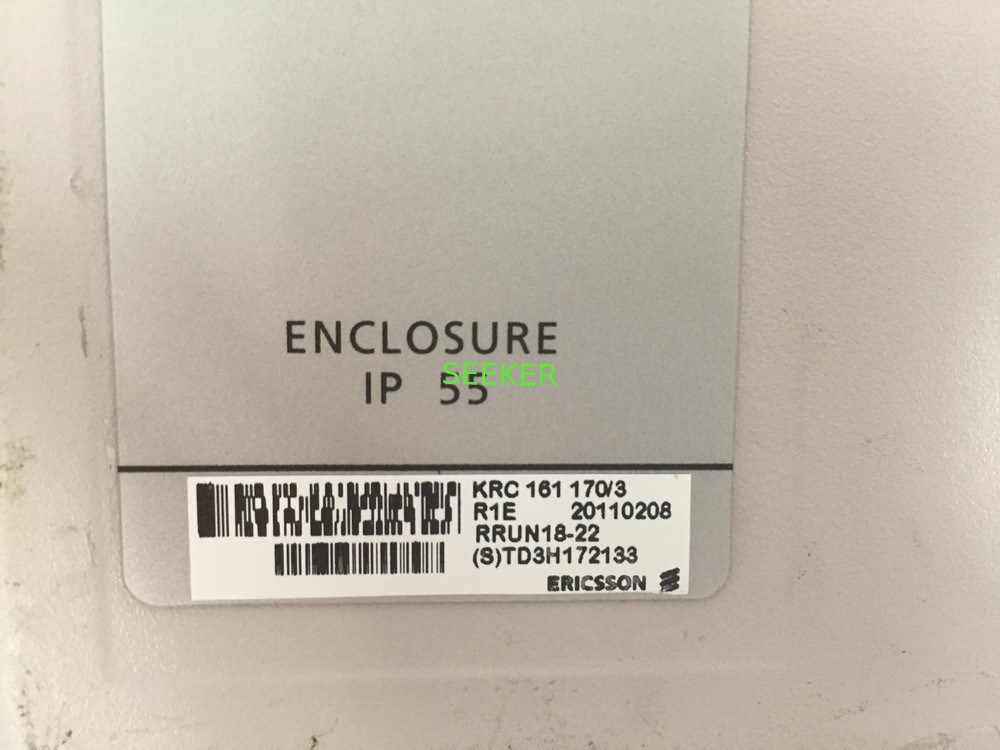 ENCLOSURE
IP 55
SEEKER
KRC 161 170/3
R1E 20110208
RRUN18-22
(S)TD3H172133
ERICSSON